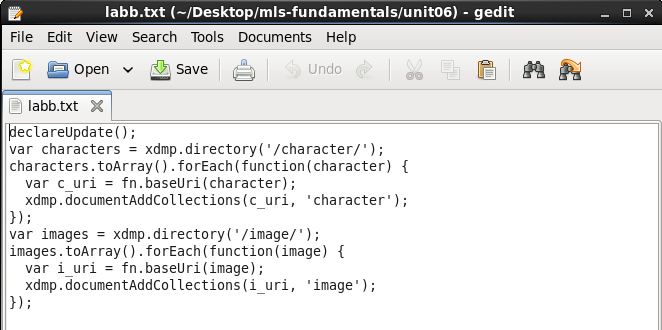 labb.txt (~/Desktop/mls-fundamentals/unit06) - gedit
File Edit View Search Tools Documents Help
Open Save Undo
labb.txt
declareUpdate();
var characters = xdmp.directory('/character/');
characters.toArray().forEach(function(character) {
  var c_uri = fn.baseUri(character);
  xdmp.documentAddCollections(c_uri, 'character');
});
var images = xdmp.directory('/image/');
images.toArray().forEach(function(image) {
  var i_uri = fn.baseUri(image);
  xdmp.documentAddCollections(i_uri, 'image');
});